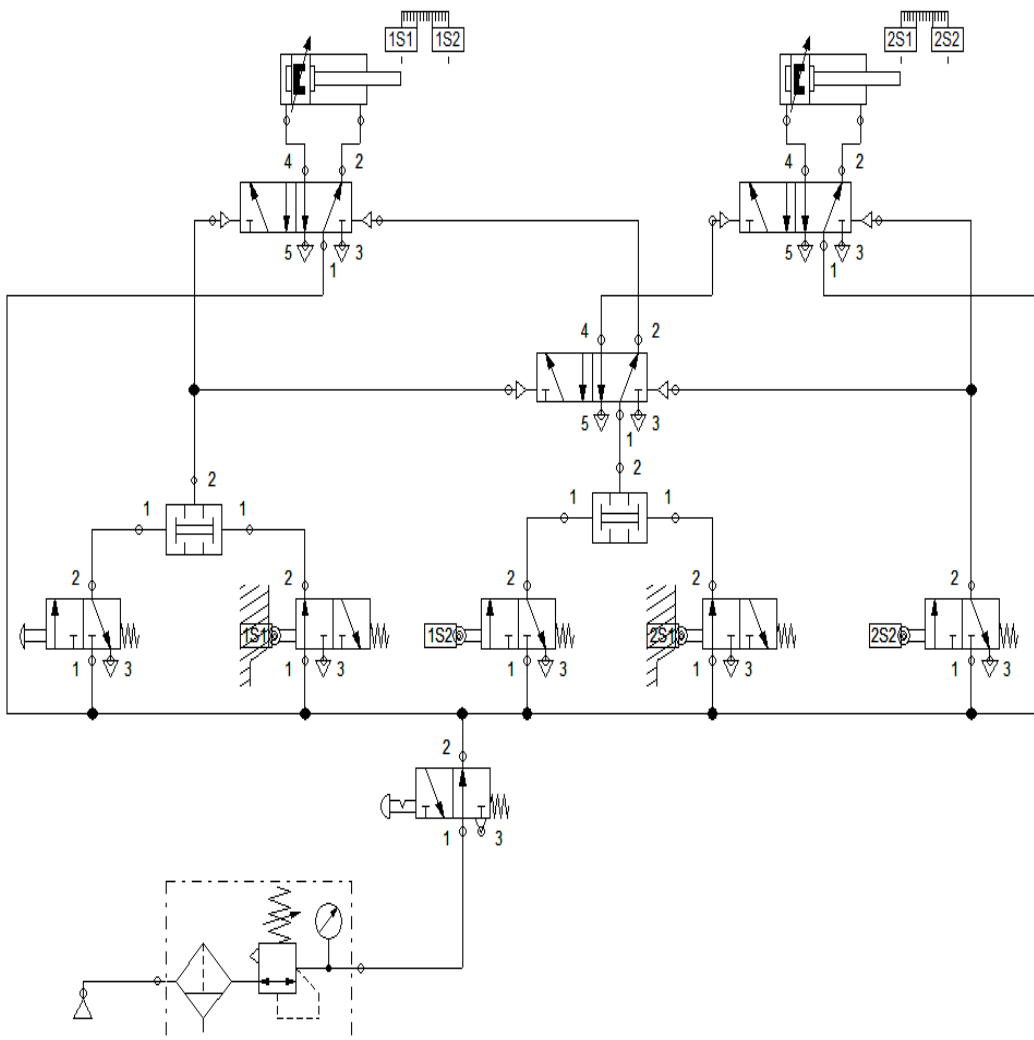 1S1 1S2 2S1 2S2
4 2 4 2
5 1 3 5 1 3
4 2
5 1 3
2 2
1 1 1 1
2 2 2 2 2
1S1 1S2 2S1 2S2
1 3 1 3 1 3 1 3 1 3
2
1 3